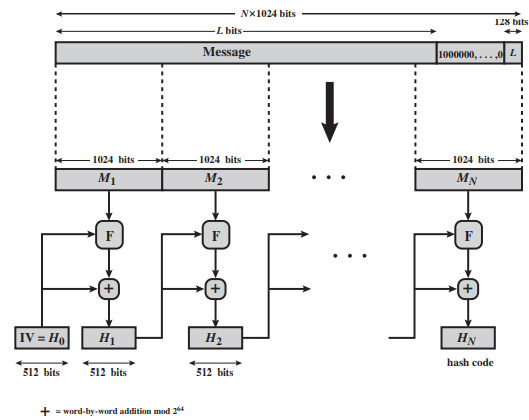 N×1024 bits
128 bits
L bits
Message
1000000, . . . ,0
L
1024 bits
1024 bits
1024 bits
M1
M2
. . .
MN
F
F
F
. . .
+
+
+
IV = H0
H1
H2
HN
512 bits
512 bits
512 bits
hash code
+ = word-by-word addition mod 2^64